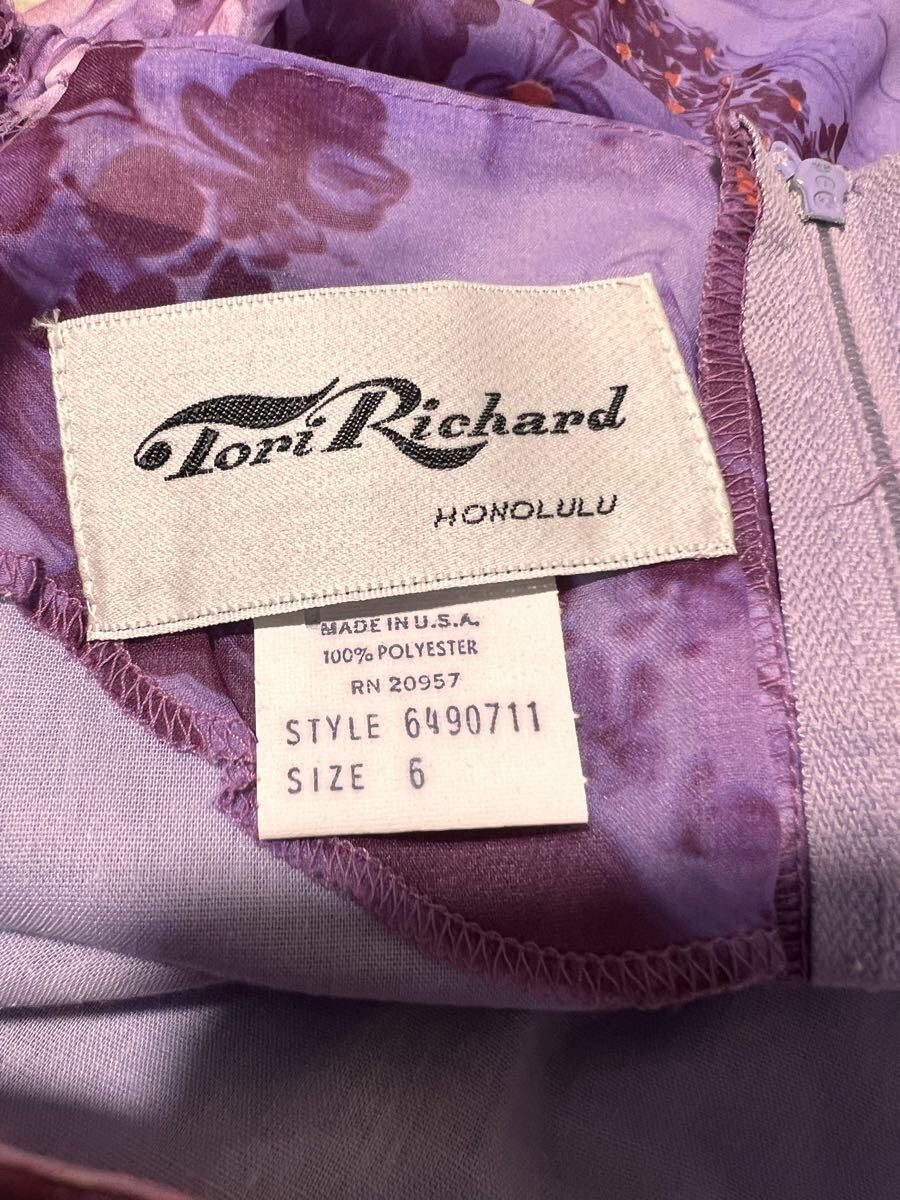 Tori Richard
HONOLULU
MADE IN U.S.A.
100% POLYESTER
RN 20957
STYLE 6490711
SIZE 6